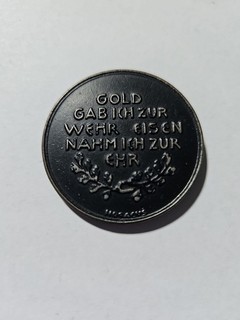 GOLD
GAB ICH ZUR
WEHR EISEN
NAHM ICH ZUR
EHR